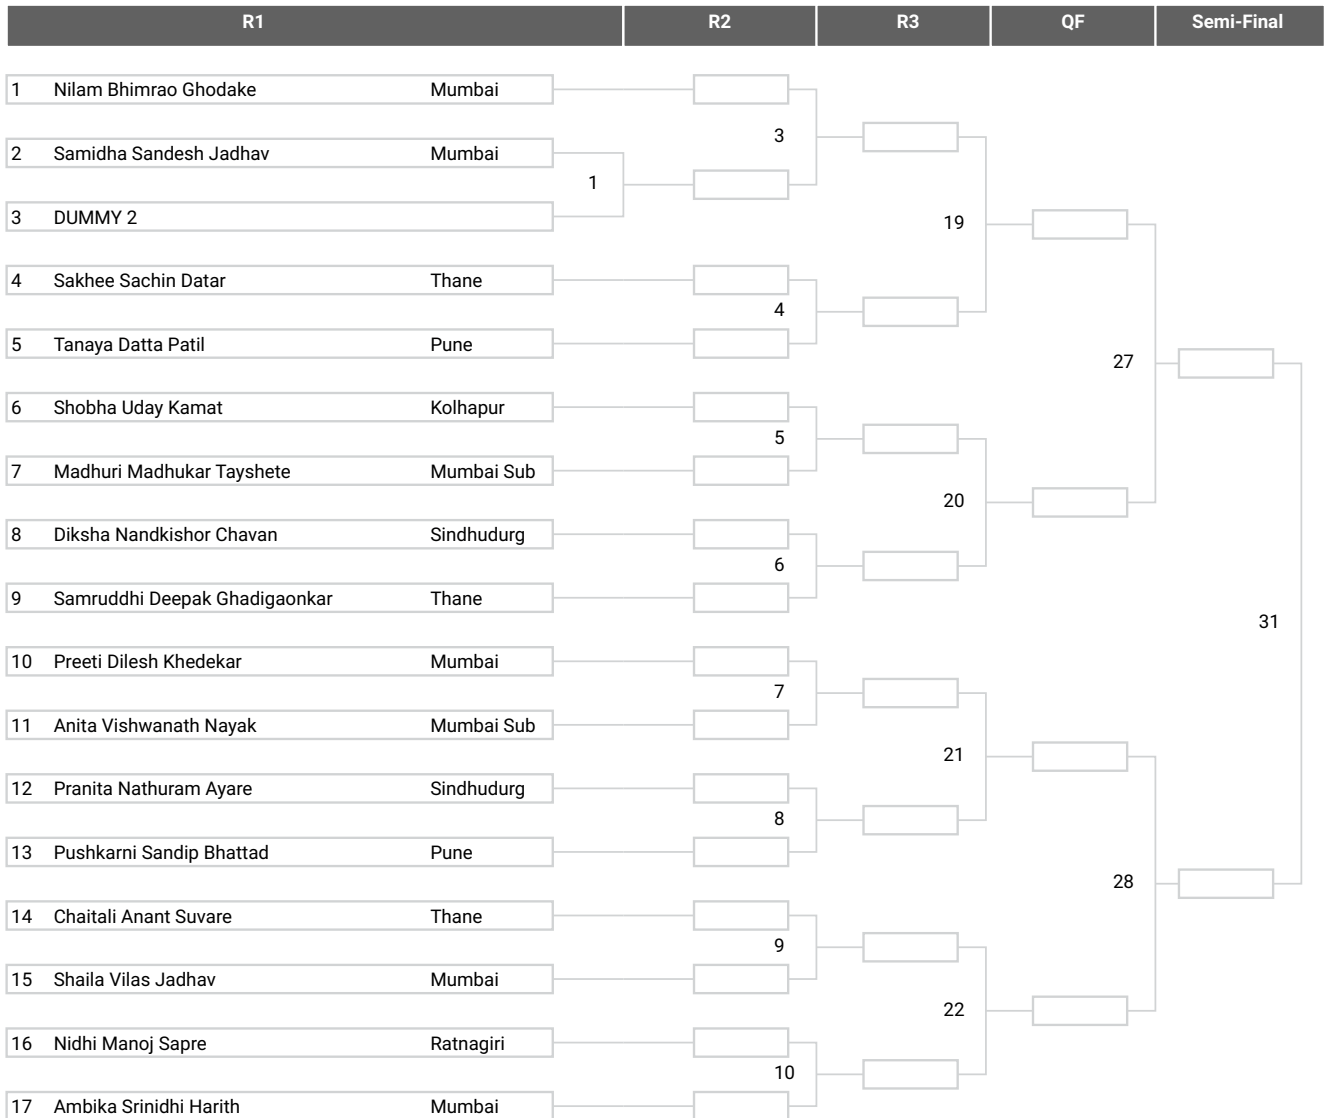 R1 R2 R3 QF Semi-Final
1 Nilam Bhimrao Ghodake Mumbai
3
2 Samidha Sandesh Jadhav Mumbai
1
3 DUMMY 2
19
4 Sakhee Sachin Datar Thane
4
5 Tanaya Datta Patil Pune
27
6 Shobha Uday Kamat Kolhapur
5
7 Madhuri Madhukar Tayshete Mumbai Sub
20
8 Diksha Nandkishor Chavan Sindhudurg
6
9 Samruddhi Deepak Ghadigaonkar Thane
31
10 Preeti Dilesh Khedekar Mumbai
7
11 Anita Vishwanath Nayak Mumbai Sub
21
12 Pranita Nathuram Ayare Sindhudurg
8
13 Pushkarni Sandip Bhattad Pune
28
14 Chaitali Anant Suvare Thane
9
15 Shaila Vilas Jadhav Mumbai
22
16 Nidhi Manoj Sapre Ratnagiri
10
17 Ambika Srinidhi Harith Mumbai